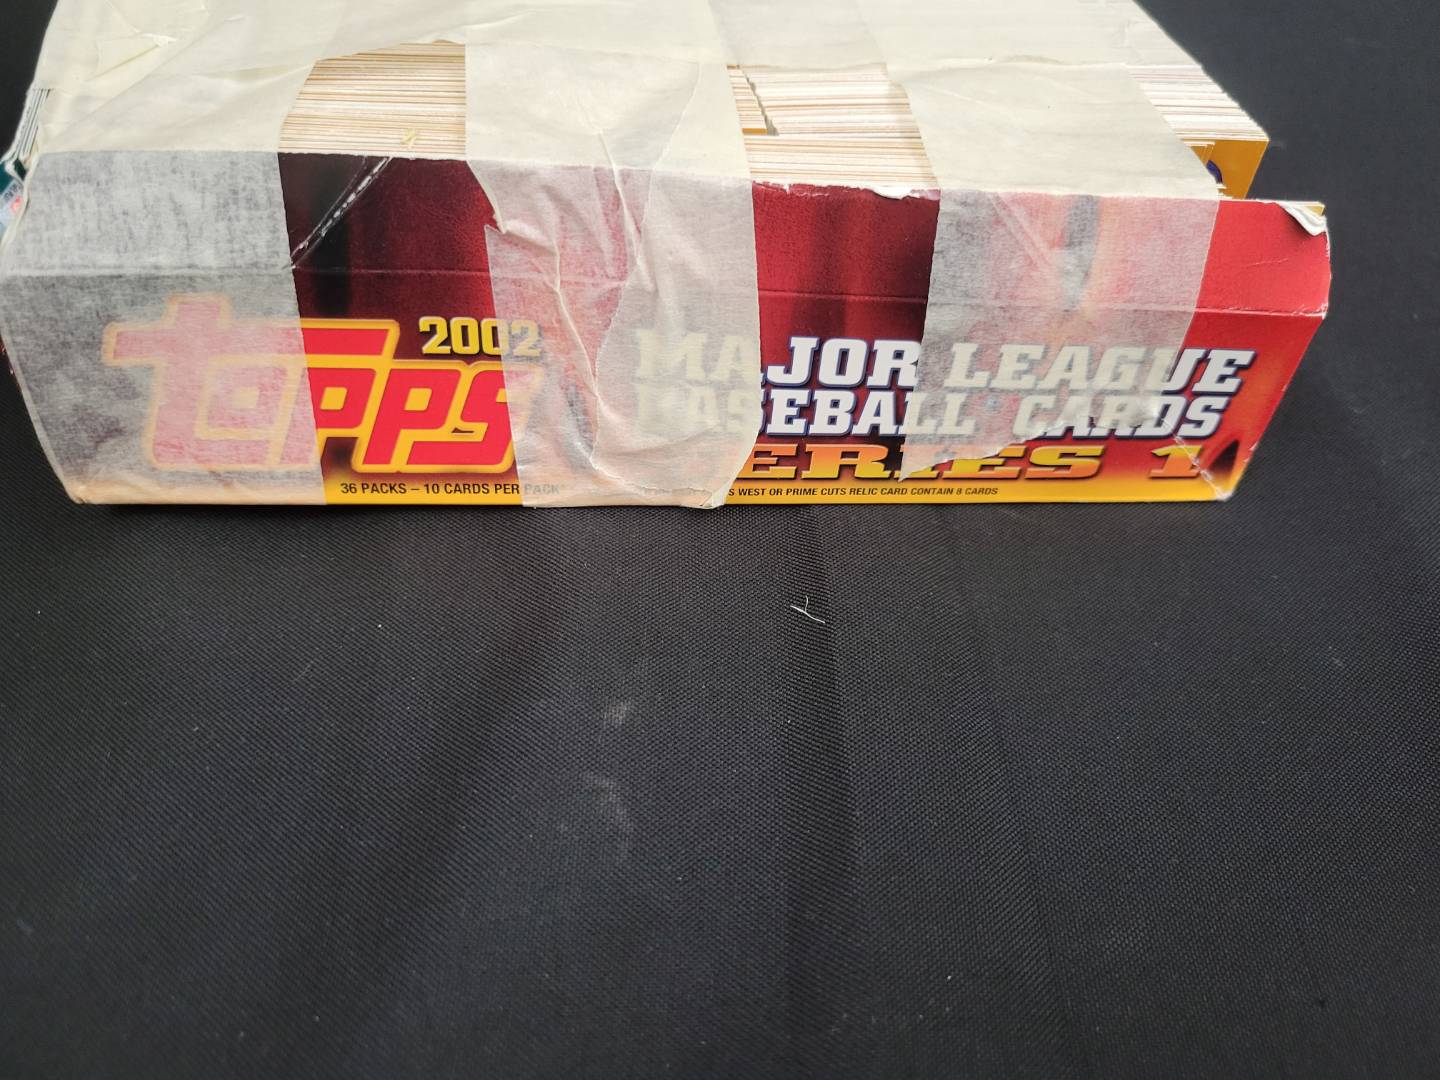 2002
topps
MAJOR LEAGUE
BASEBALL CARDS
SERIES 1
36 PACKS – 10 CARDS PER PACK
WEST OR PRIME CUTS RELIC CARD CONTAIN 8 CARDS